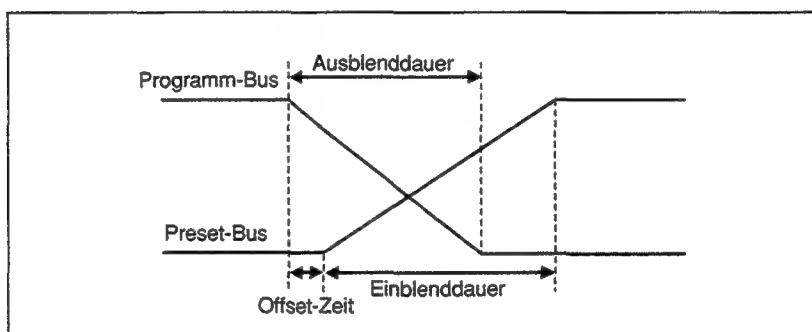 Ausblenddauer
Programm-Bus
Preset-Bus
Einblenddauer
Offset-Zeit